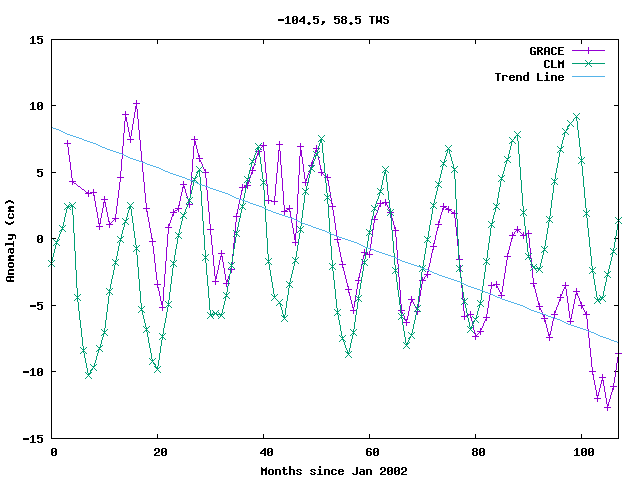 -104.5, 58.5 TWS
15
10
5
0
-5
-10
-15
Anomaly (cm)
GRACE
CLM
Trend Line
0 20 40 60 80 100
Months since Jan 2002